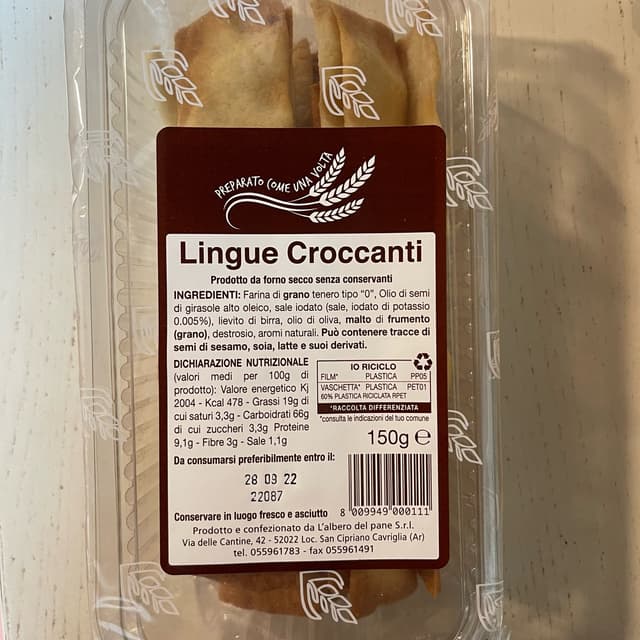 PREPARATO COME UNA VOLTA
Lingue Croccanti
Prodotto da forno secco senza conservanti
INGREDIENTI: Farina di grano tenero tipo "0", Olio di semi
di girasole alto oleico, sale iodato (sale, iodato di potassio
0.005%), lievito di birra, olio di oliva, malto di frumento
(grano), destrosio, aromi naturali. Può contenere tracce di
semi di sesamo, soia, latte e suoi derivati.
DICHIARAZIONE NUTRIZIONALE
(valori medi per 100g di
prodotto): Valore energetico Kj
2004 - Kcal 478 - Grassi 19g di
cui saturi 3,3g - Carboidrati 66g
di cui zuccheri 3,3g Proteine
9,1g - Fibre 3g - Sale 1,1g
IO RICICLO
FILM* PLASTICA PP05
VASCHETTA* PLASTICA PET01
60% PLASTICA RICICLATA RPET
*RACCOLTA DIFFERENZIATA
*consulta le indicazioni del tuo comune
150g e
Da consumarsi preferibilmente entro il:
28 09 22
22087
Conservare in luogo fresco e asciutto
8 009949 000111
Prodotto e confezionato da L'albero del pane S.r.l.
Via delle Cantine, 42 - 52022 Loc. San Cipriano Cavriglia (Ar)
tel. 055961783 - fax 055961491